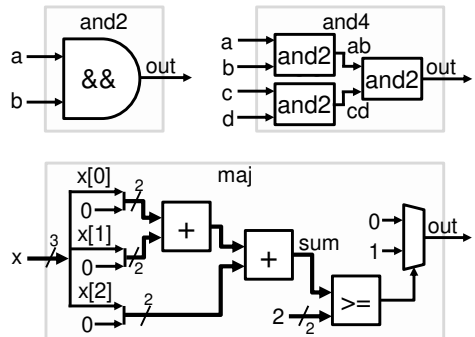 and2
a
b
&&
out
and4
a
b
c
d
and2
and2
ab
cd
and2
out
maj
x
3
x[0]
0
2
x[1]
0
2
x[2]
0
2
+
+
sum
2
2
>=
0
1
out